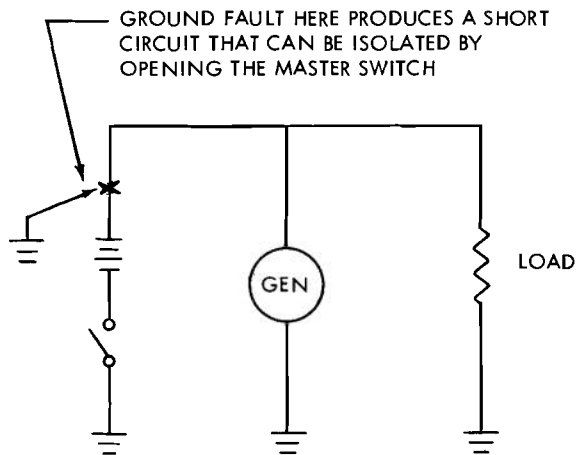 GROUND FAULT HERE PRODUCES A SHORT
CIRCUIT THAT CAN BE ISOLATED BY
OPENING THE MASTER SWITCH
GEN
LOAD